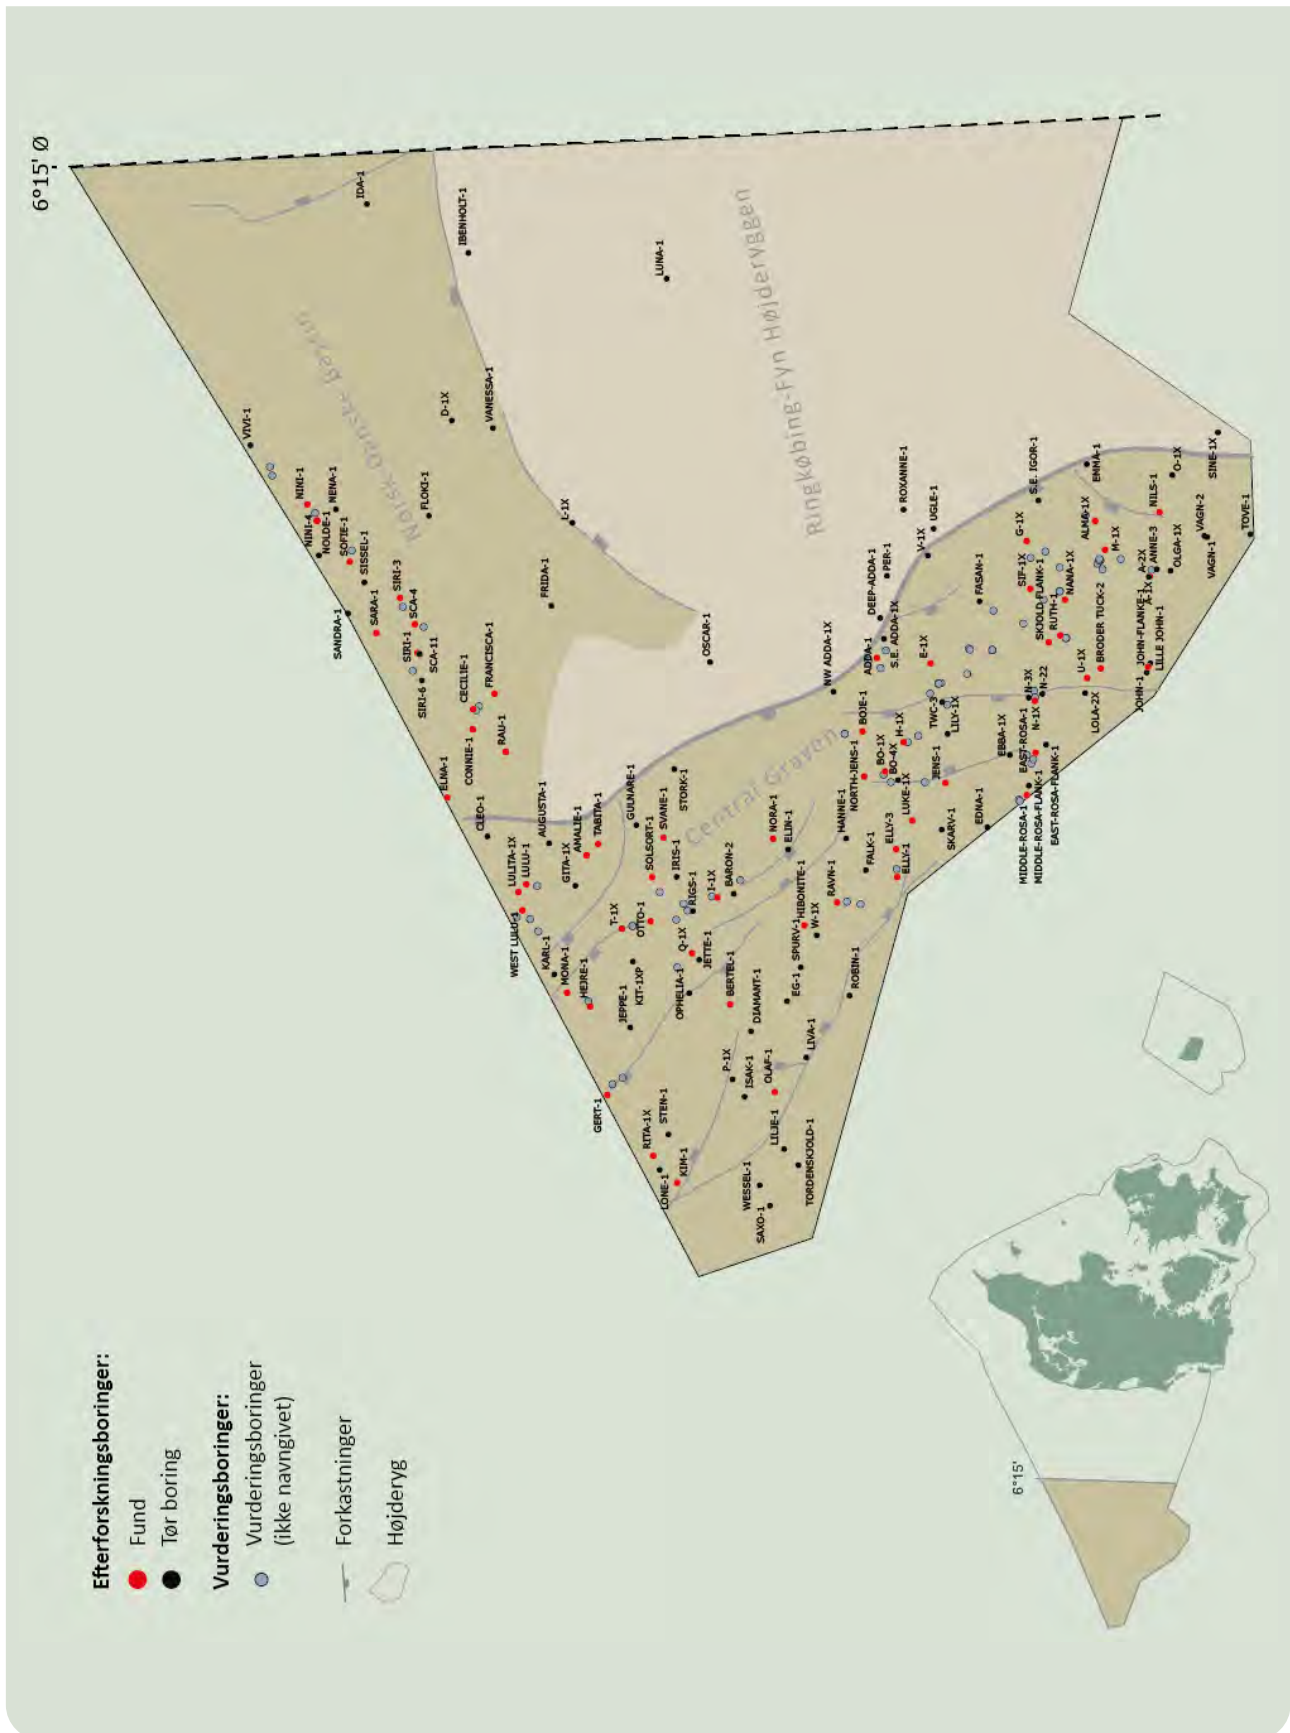 6°15' Ø
IDA-1
IBENHOLT-1
LUNA-1
Norsk-Danske Bassin
Ringkøbing-Fyn Højderyggen
VIVI-1
D-1X
VANESSA-1
NINI-1
NENA-1
NINI-4
NOLDE-1
SOFIE-1
SISSEL-1
FLOKI-1
L-1X
SANDRA-1
SARA-1
SIRI-3
SCA-4
SIRI-1
SCA-11
SIRI-6
FRIDA-1
OSCAR-1
CECILIE-1
FRANCISCA-1
CONNIE-1
RAU-1
ELNA-1
CLEO-1
AUGUSTA-1
AMALIE-1
TABITA-1
GITA-1X
GULNARE-1
STORK-1
SVANE-1
SOLSORT-1
IRIS-1
RIGS-1
I-1X
BARON-2
LULITA-1X
LULU-1
WEST LULU-3
KARL-1
MONA-1
HEJRE-1
T-1X
OTTO-1
KIT-1XP
JEPPE-1
Q-1X
JETTE-1
OPHELIA-1
BERTEL-1
DIAMANT-1
GERT-1
RITA-1X
STEN-1
LONE-1
KIM-1
P-1X
ISAK-1
OLAF-1
LIVA-1
LILJE-1
WESSEL-1
SAXO-1
TORDENSKJOLD-1
EG-1
SPURV-1
HIBONITE-1
W-1X
ROBIN-1
RAVN-1
Central Graven
NORA-1
ELIN-1
HANNE-1
FALK-1
ELLY-3
ELLY-1
LUKE-1X
NORTH-JENS-1
BOJE-1
BO-1X
BO-4X
H-1X
JENS-1
SKARV-1
EDNA-1
NW ADDA-1X
ADDA-1
S.E. ADDA-1X
DEEP-ADDA-1
PER-1
ROXANNE-1
UGLE-1
V-1X
E-1X
TWC-3
LILY-1X
FASAN-1
EBBA-1X
EAST-ROSA-1
N-1X
N-3X
N-22
MIDDLE-ROSA-1
MIDDLE-ROSA-FLANK-1
EAST-ROSA-FLANK-1
S.E. IGOR-1
G-1X
SIF-1X
SKJOLD-FLANK-1
RUTH-1
NANA-1X
EMMA-1
ALMA-1X
M-1X
U-1X
BRODER TUCK-2
LOLA-2X
NILS-1
O-1X
SINE-1X
A-2X
ANNE-3
A-1X
OLGA-1X
JOHN-FLANKE-1
LILLE JOHN-1
JOHN-1
VAGN-2
VAGN-1
TOVE-1
Efterforskningsboringer:
Fund
Tør boring
Vurderingsboringer:
Vurderingsboringer
(ikke navngivet)
Forkastninger
Højderyg
6°15'